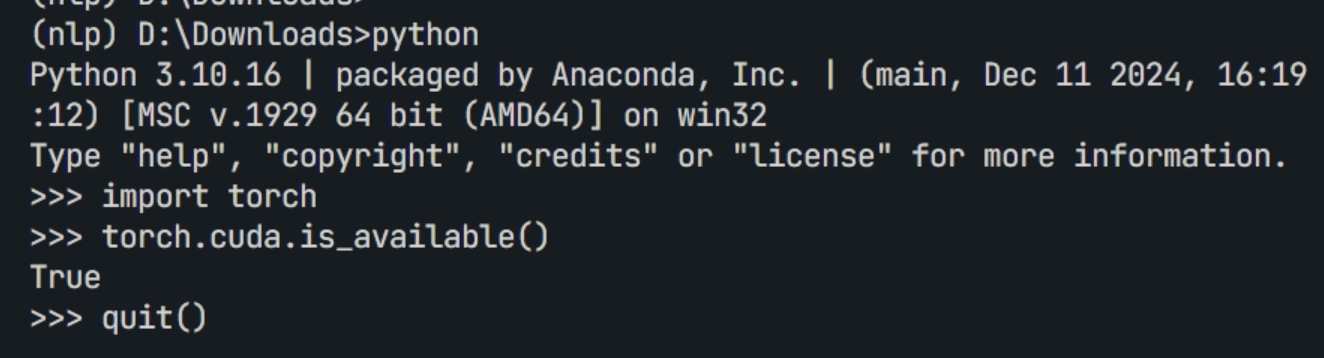 (nlp) D:\Downloads>
(nlp) D:\Downloads>python
Python 3.10.16 | packaged by Anaconda, Inc. | (main, Dec 11 2024, 16:19
:12) [MSC v.1929 64 bit (AMD64)] on win32
Type "help", "copyright", "credits" or "license" for more information.
>>> import torch
>>> torch.cuda.is_available()
True
>>> quit()